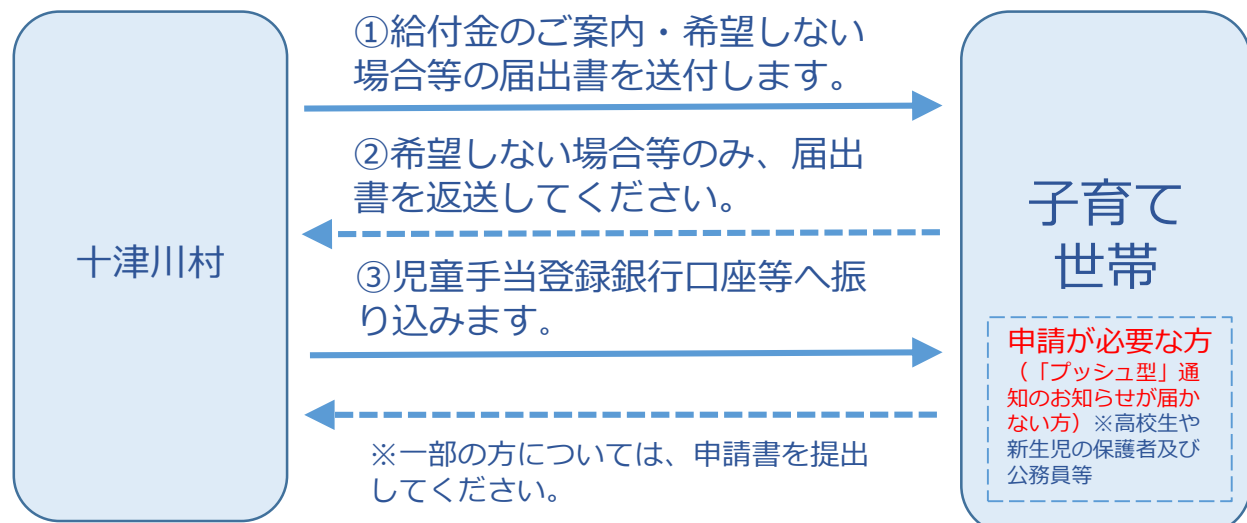 十津川村
①給付金のご案内・希望しない
場合等の届出書を送付します。
②希望しない場合等のみ、届出
書を返送してください。
③児童手当登録銀行口座等へ振
り込みます。
※一部の方については、申請書を提出
してください。
子育て
世帯
申請が必要な方
（「プッシュ型」通
知のお知らせが届か
ない方）※高校生や
新生児の保護者及び
公務員等